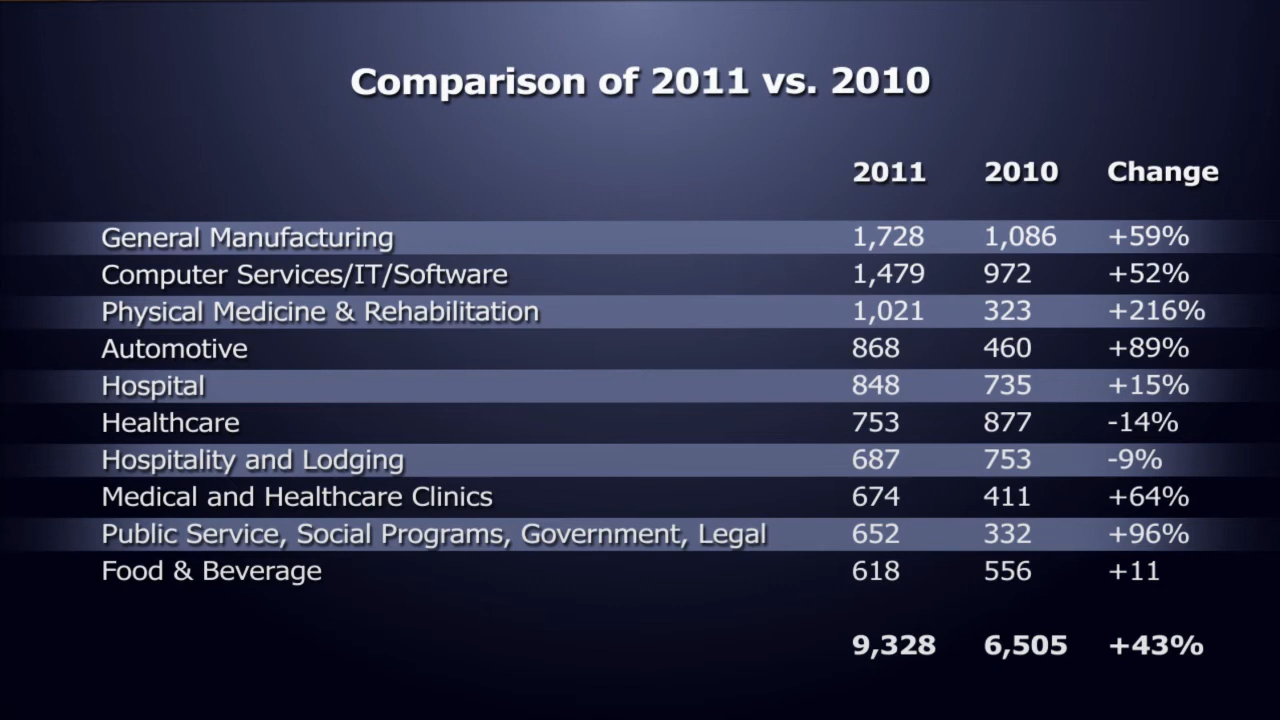 Comparison of 2011 vs. 2010
2011 2010 Change
General Manufacturing 1,728 1,086 +59%
Computer Services/IT/Software 1,479 972 +52%
Physical Medicine & Rehabilitation 1,021 323 +216%
Automotive 868 460 +89%
Hospital 848 735 +15%
Healthcare 753 877 -14%
Hospitality and Lodging 687 753 -9%
Medical and Healthcare Clinics 674 411 +64%
Public Service, Social Programs, Government, Legal 652 332 +96%
Food & Beverage 618 556 +11
9,328 6,505 +43%